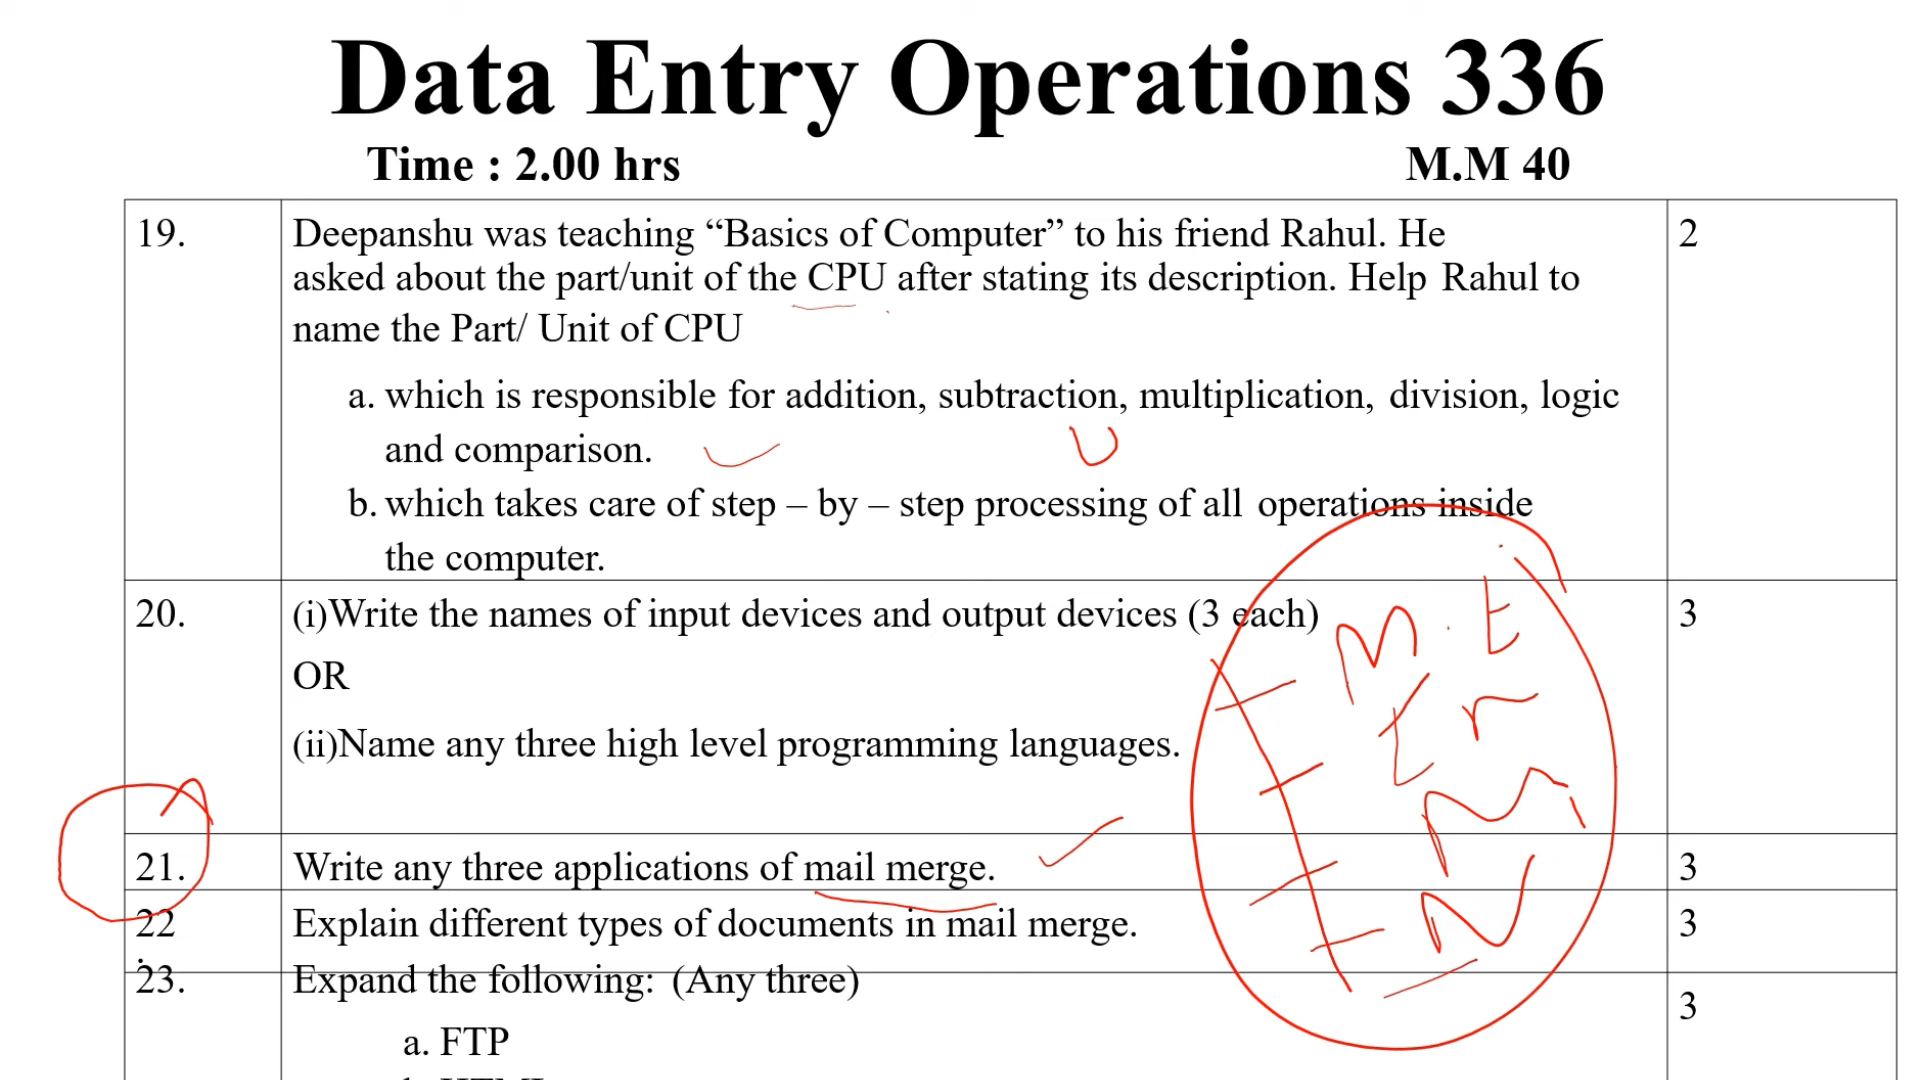 Data Entry Operations 336
Time : 2.00 hrs M.M 40
19. Deepanshu was teaching “Basics of Computer” to his friend Rahul. He 2
asked about the part/unit of the CPU after stating its description. Help Rahul to
name the Part/ Unit of CPU
a. which is responsible for addition, subtraction, multiplication, division, logic
and comparison.
b. which takes care of step – by – step processing of all operations inside
the computer.
20. (i)Write the names of input devices and output devices (3 each) 3
OR
(ii)Name any three high level programming languages.
21. Write any three applications of mail merge. 3
22 Explain different types of documents in mail merge. 3
.
23. Expand the following: (Any three) 3
a. FTP